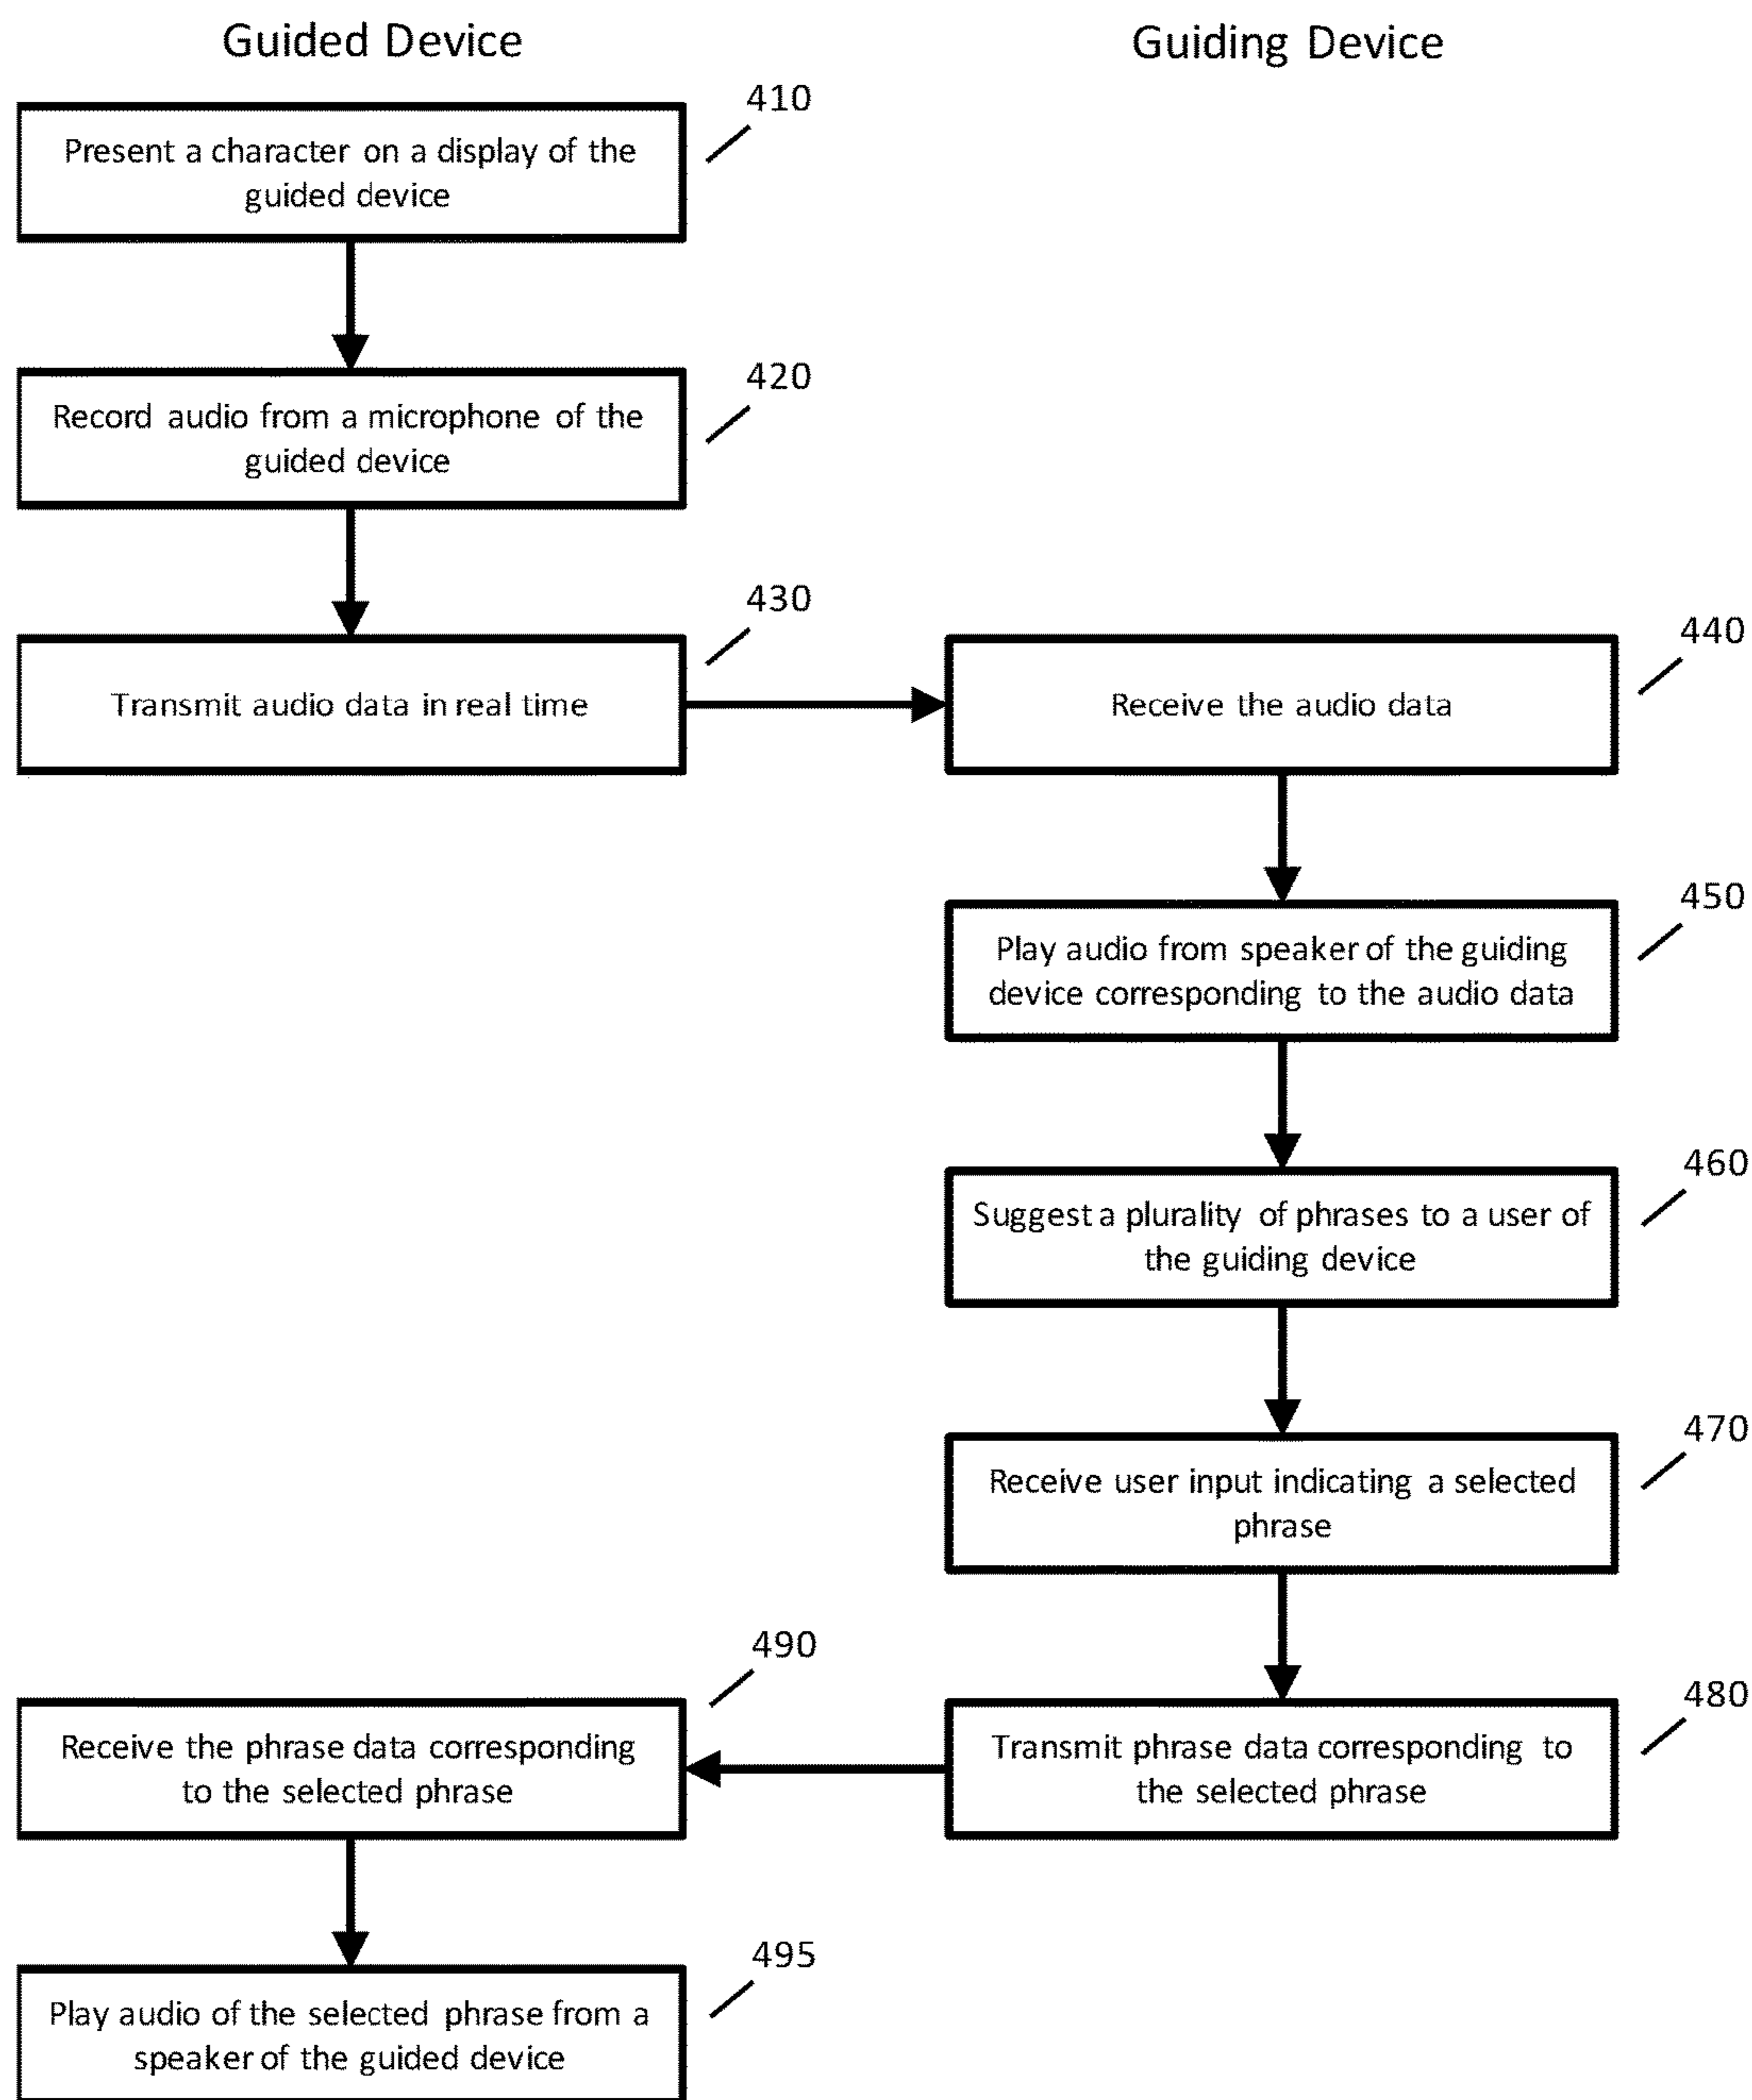 Guided Device
Guiding Device
410
Present a character on a display of the
guided device
420
Record audio from a microphone of the
guided device
430
Transmit audio data in real time
440
Receive the audio data
450
Play audio from speaker of the guiding
device corresponding to the audio data
460
Suggest a plurality of phrases to a user of
the guiding device
470
Receive user input indicating a selected
phrase
480
Transmit phrase data corresponding to
the selected phrase
490
Receive the phrase data corresponding
to the selected phrase
495
Play audio of the selected phrase from a
speaker of the guided device